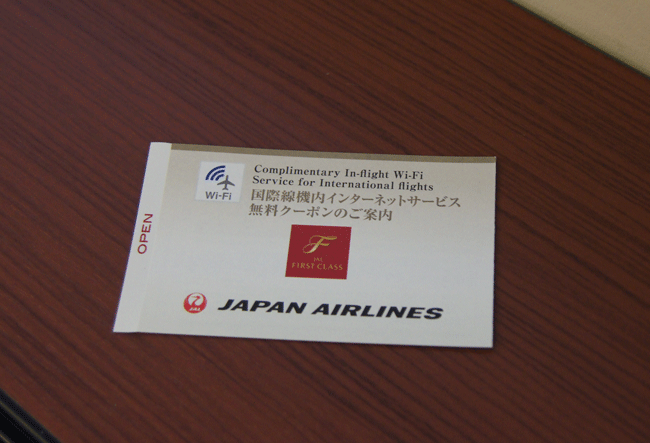 Complimentary In-flight Wi-Fi
Service for International flights
Wi-Fi
国際線機内インターネットサービス
無料クーポンのご案内
OPEN
F
JAL
FIRST CLASS
JAL
JAPAN AIRLINES